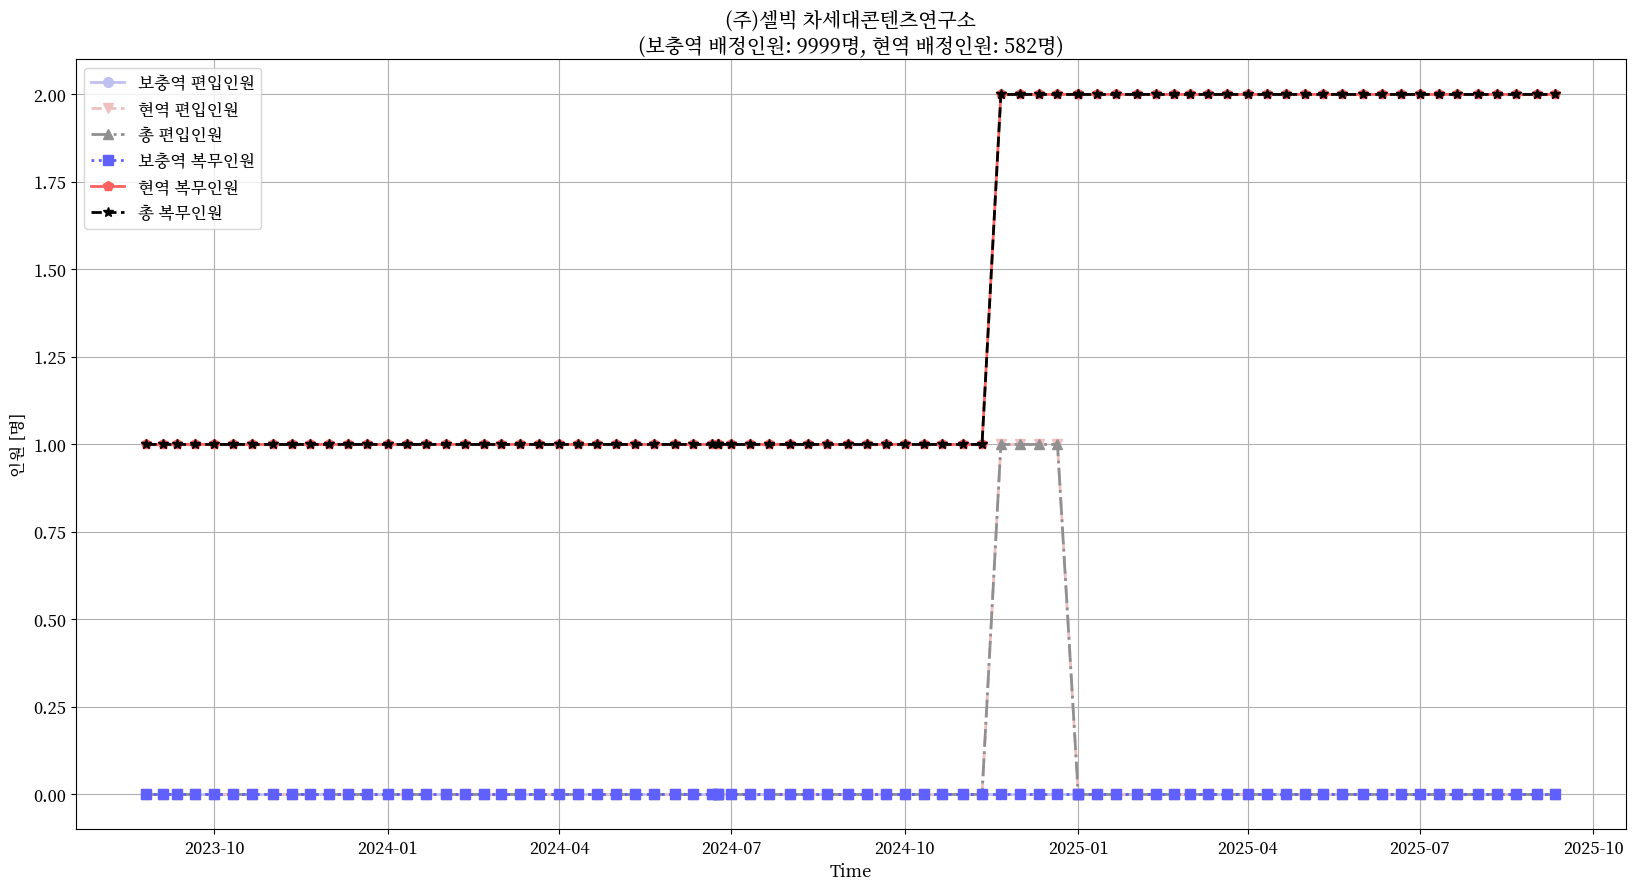 (주)셀빅 차세대콘텐츠연구소
(보충역 배정인원: 9999명, 현역 배정인원: 582명)
보충역 편입인원
현역 편입인원
총 편입인원
보충역 복무인원
현역 복무인원
총 복무인원
2.00
1.75
1.50
1.25
1.00
0.75
0.50
0.25
0.00
인원 [명]
2023-10
2024-01
2024-04
2024-07
2024-10
2025-01
2025-04
2025-07
2025-10
Time